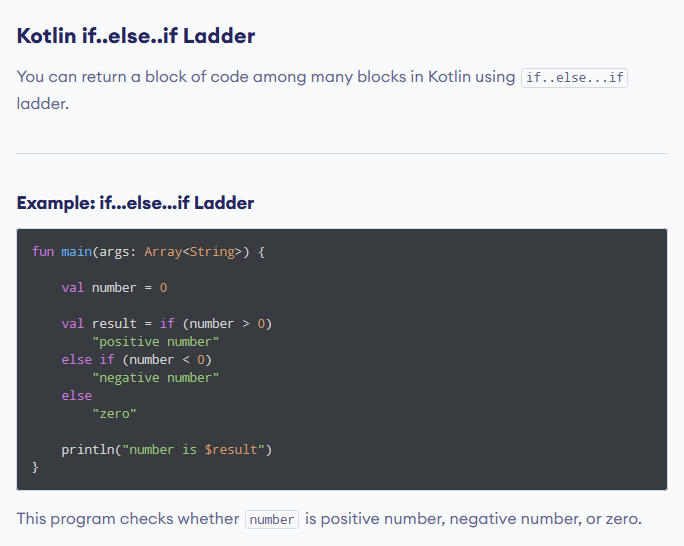 Kotlin if..else..if Ladder
You can return a block of code among many blocks in Kotlin using if..else...if
ladder.
Example: if...else...if Ladder
fun main(args: Array<String>) {
val number = 0
val result = if (number > 0)
"positive number"
else if (number < 0)
"negative number"
else
"zero"
println("number is $result")
}
This program checks whether number is positive number, negative number, or zero.